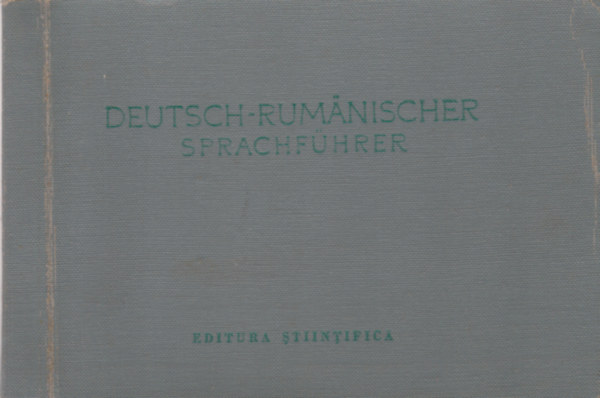 DEUTSCH-RUMÄNISCHER
SPRACHFÜHRER
EDITURA ŞTIINŢIFICA